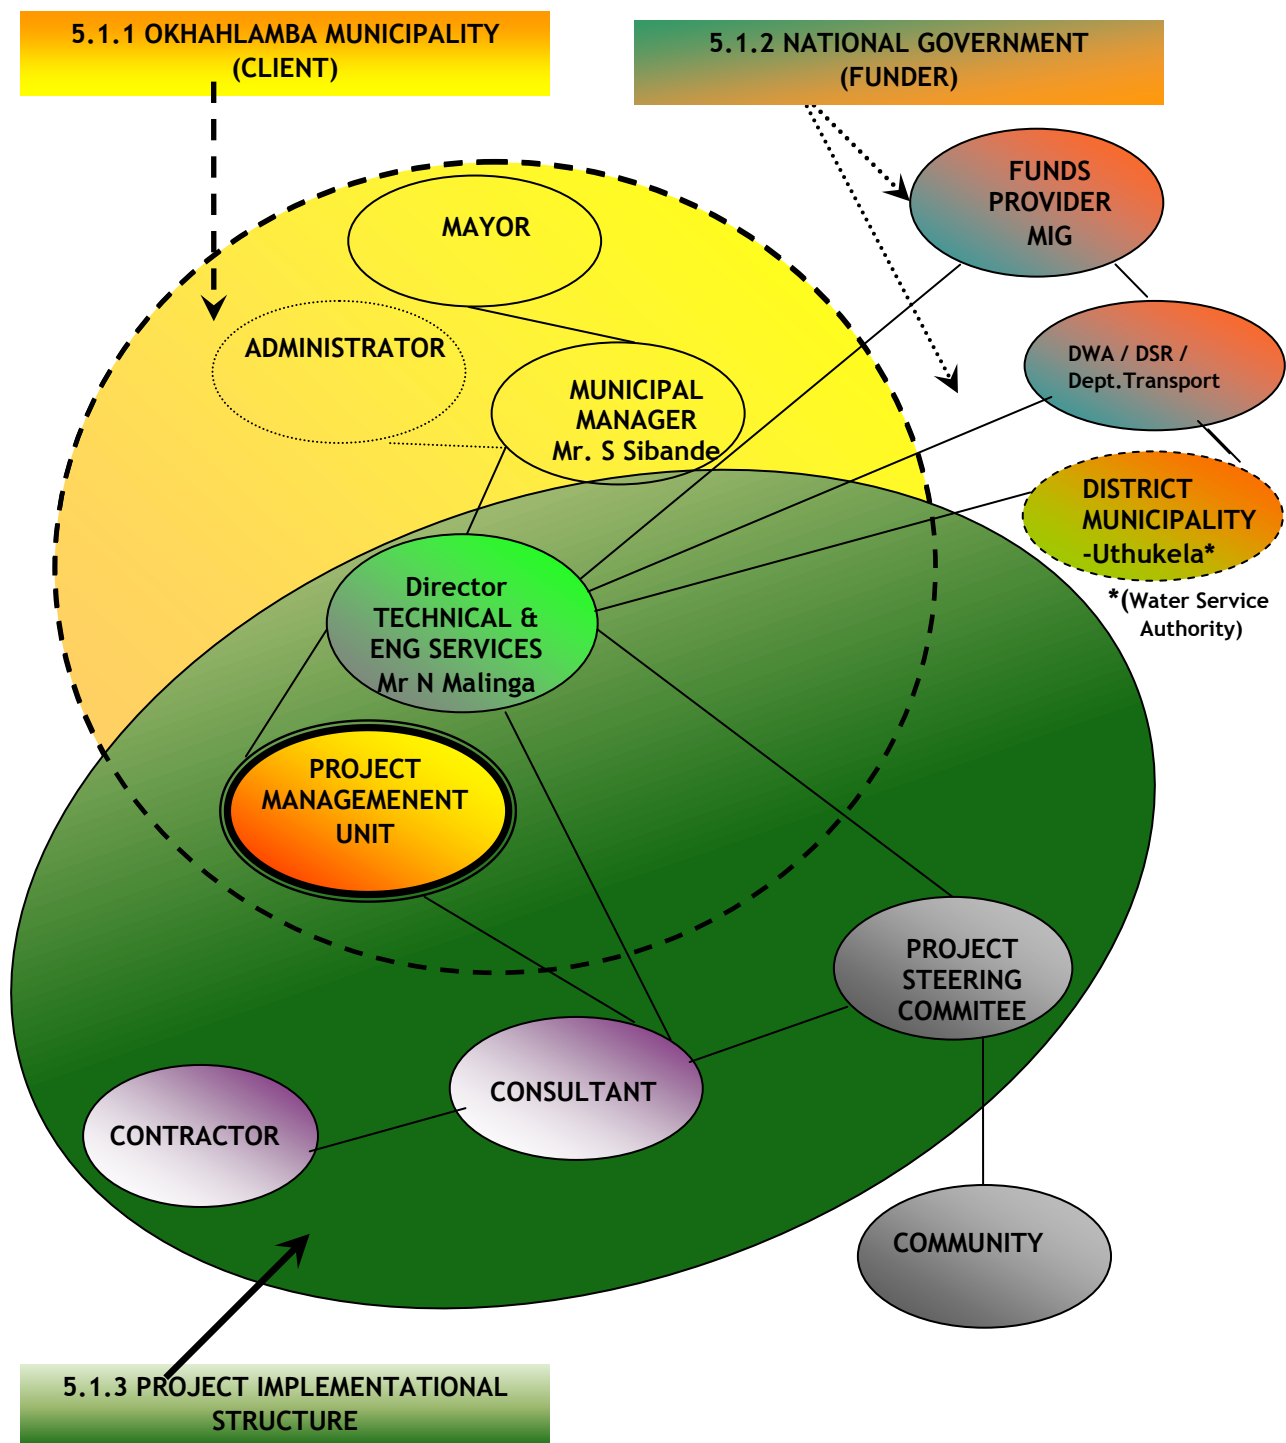 5.1.1 OKHAHLAMBA MUNICIPALITY
(CLIENT)
5.1.2 NATIONAL GOVERNMENT
(FUNDER)
FUNDS
PROVIDER
MIG
MAYOR
ADMINISTRATOR
DWA / DSR /
Dept.Transport
MUNICIPAL
MANAGER
Mr. S Sibande
DISTRICT
MUNICIPALITY
-Uthukela*
*(Water Service
Authority)
Director
TECHNICAL &
ENG SERVICES
Mr N Malinga
PROJECT
MANAGEMENENT
UNIT
PROJECT
STEERING
COMMITEE
CONSULTANT
CONTRACTOR
COMMUNITY
5.1.3 PROJECT IMPLEMENTATIONAL
STRUCTURE